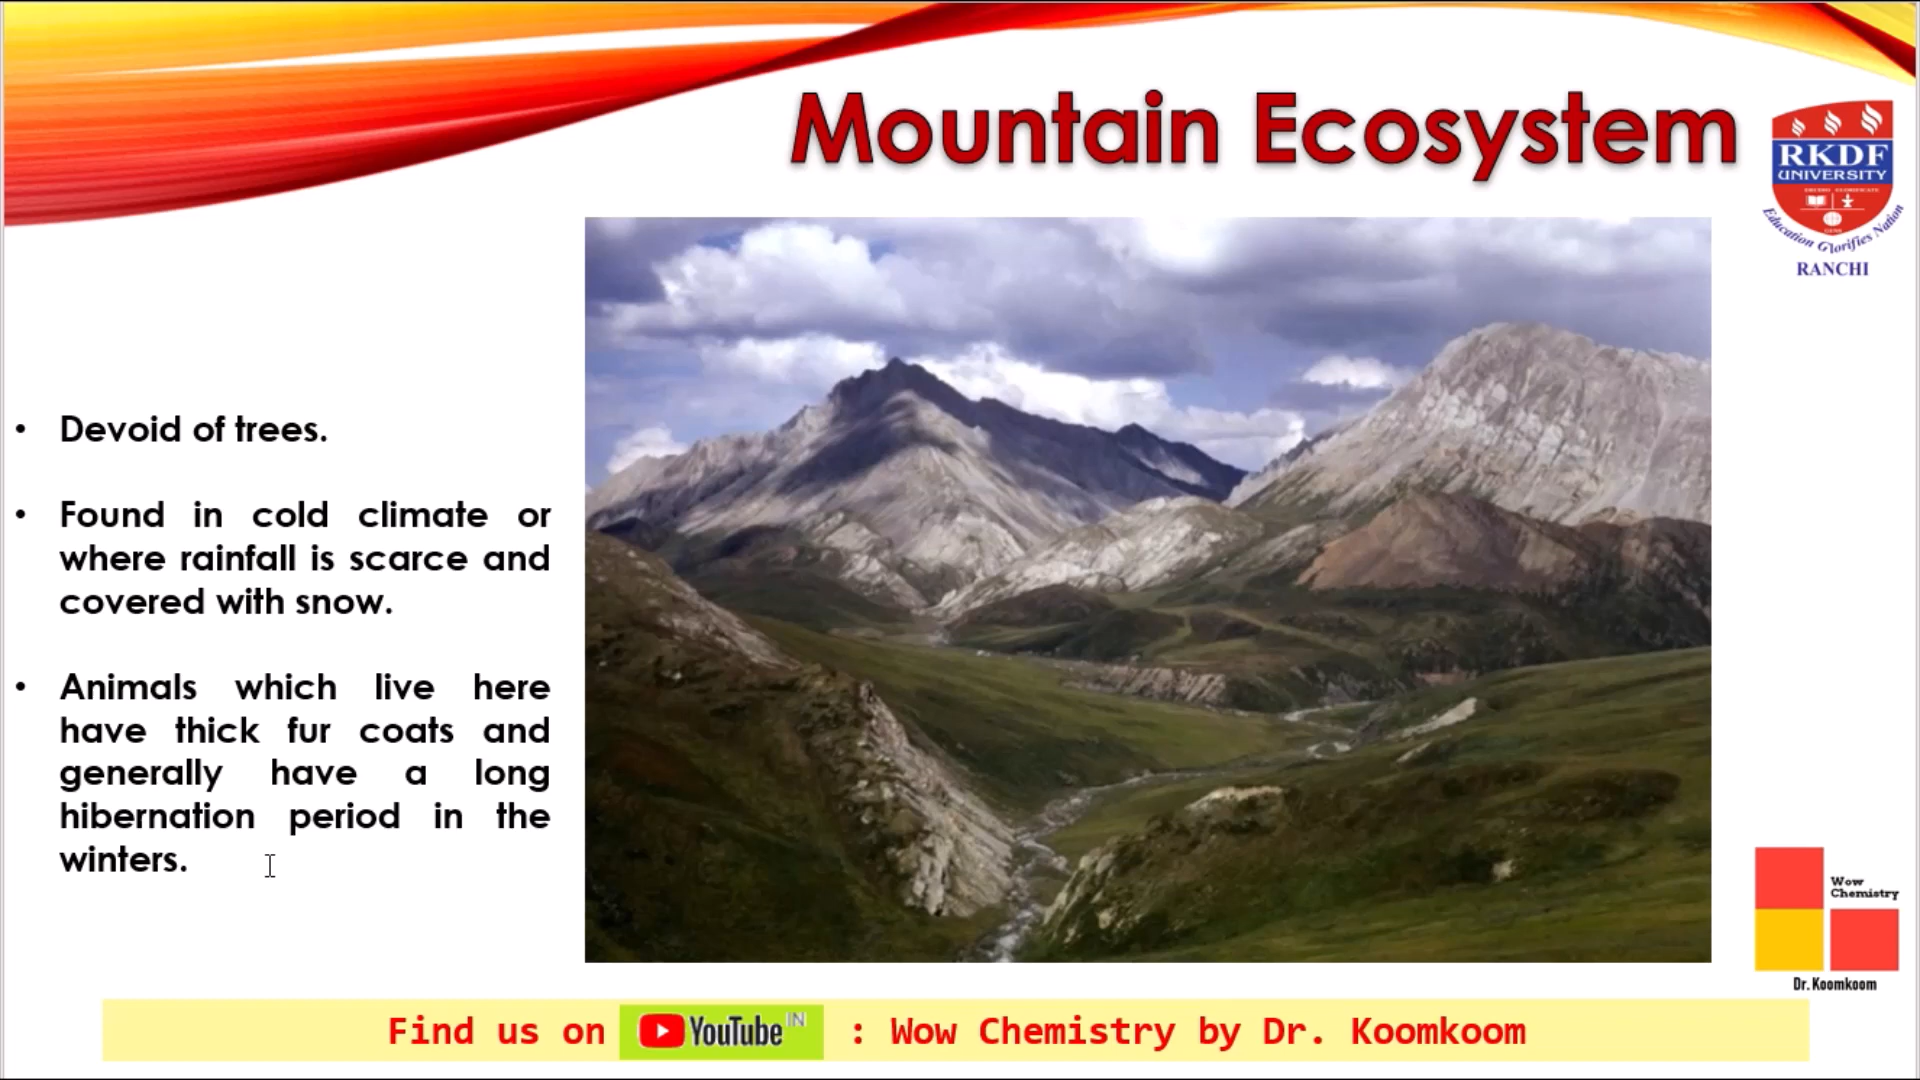 Mountain Ecosystem
RKDF
UNIVERSITY
Education Glorifies Nation
RANCHI
• Devoid of trees.
• Found in cold climate or
where rainfall is scarce and
covered with snow.
• Animals which live here
have thick fur coats and
generally have a long
hibernation period in the
winters.
Wow
Chemistry
Dr. Koomkoom
Find us on YouTube IN : Wow Chemistry by Dr. Koomkoom